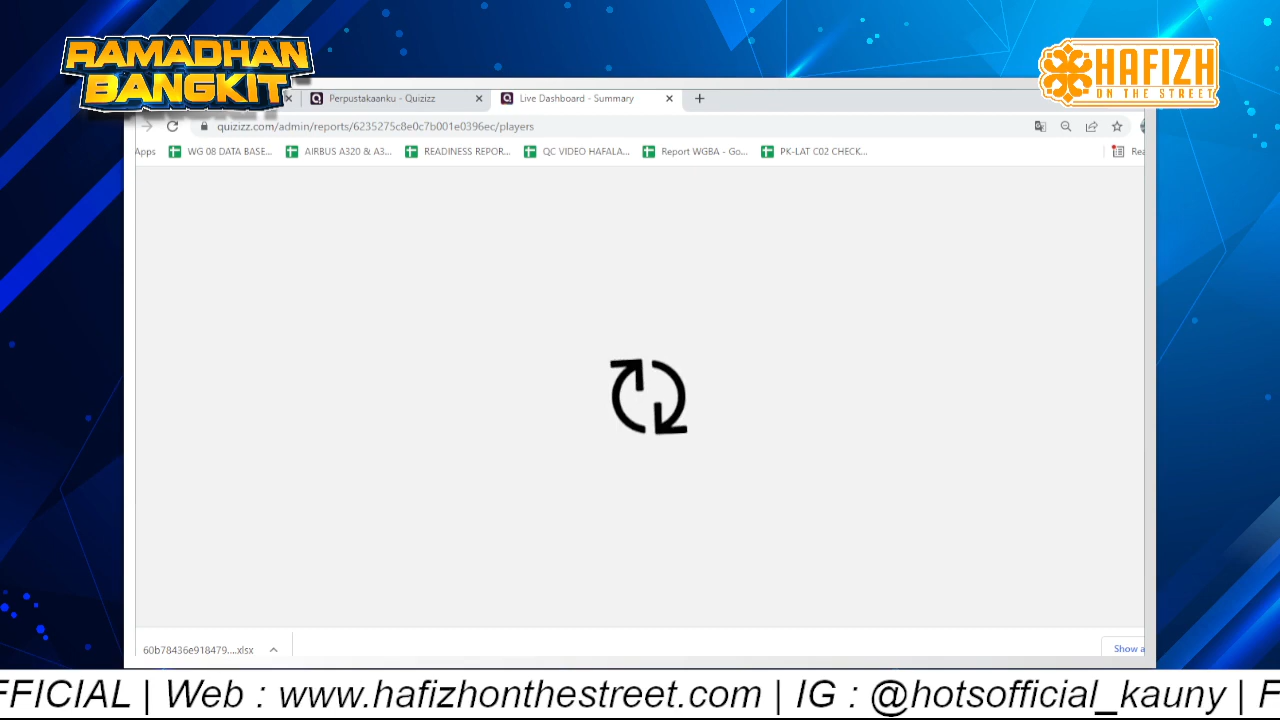 RAMADHAN
BANGKIT
HAFIZH
ON THE STREET
Perpustakaanku - Quizizz
Live Dashboard - Summary
quizizz.com/admin/reports/6235275c8e0c7b001e0396ec/players
Apps WG 08 DATA BASE... AIRBUS A320 & A3... READINESS REPOR... QC VIDEO HAFALA... Report WGBA - Go... PK-LAT C02 CHECK...
60b78436e918479....xlsx
Show
FFICIAL | Web : www.hafizhonthestreet.com | IG : @hotsofficial_kauny | F